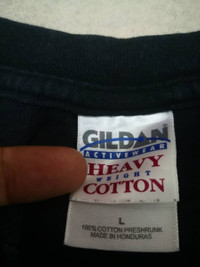 GILDAN
ACTIVEWEAR
HEAVY
WEIGHT
COTTON
L
100% COTTON PRESHRUNK
MADE IN HONDURAS